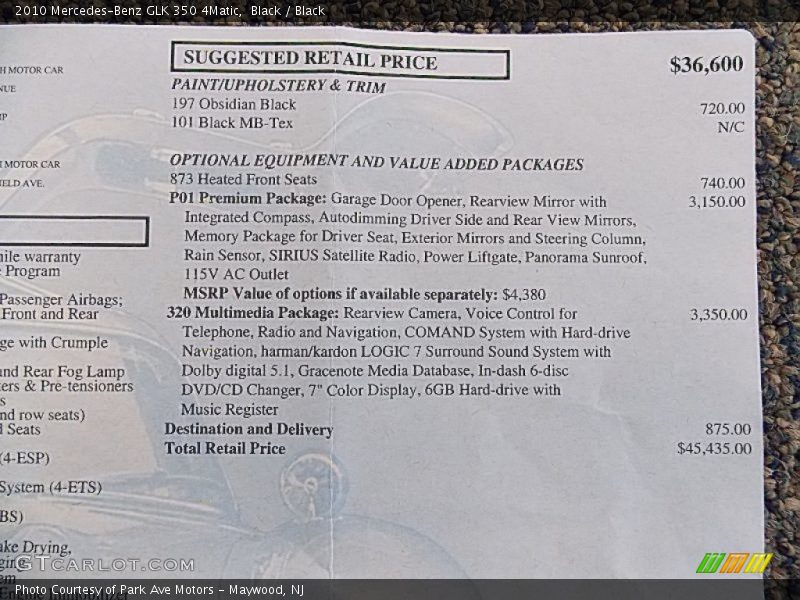 2010 Mercedes-Benz GLK 350 4Matic, Black / Black
SUGGESTED RETAIL PRICE $36,600
H MOTOR CAR
NUE
PAINT/UPHOLSTERY & TRIM
197 Obsidian Black 720.00
101 Black MB-Tex N/C
OPTIONAL EQUIPMENT AND VALUE ADDED PACKAGES
MOTOR CAR
873 Heated Front Seats 740.00
IELD AVE.
P01 Premium Package: Garage Door Opener, Rearview Mirror with 3,150.00
Integrated Compass, Autodimming Driver Side and Rear View Mirrors,
Memory Package for Driver Seat, Exterior Mirrors and Steering Column,
Rain Sensor, SIRIUS Satellite Radio, Power Liftgate, Panorama Sunroof,
115V AC Outlet
MSRP Value of options if available separately: $4,380
320 Multimedia Package: Rearview Camera, Voice Control for 3,350.00
Telephone, Radio and Navigation, COMAND System with Hard-drive
Navigation, harman/kardon LOGIC 7 Surround Sound System with
Dolby digital 5.1, Gracenote Media Database, In-dash 6-disc
DVD/CD Changer, 7" Color Display, 6GB Hard-drive with
Music Register
Destination and Delivery 875.00
Total Retail Price $45,435.00
ile warranty
Program
Passenger Airbags;
Front and Rear
ge with Crumple
nd Rear Fog Lamp
ers & Pre-tensioners
s
nd row seats)
Seats
(4-ESP)
System (4-ETS)
BS)
ake Drying,
GTCARLOT.COM
Photo Courtesy of Park Ave Motors - Maywood, NJ